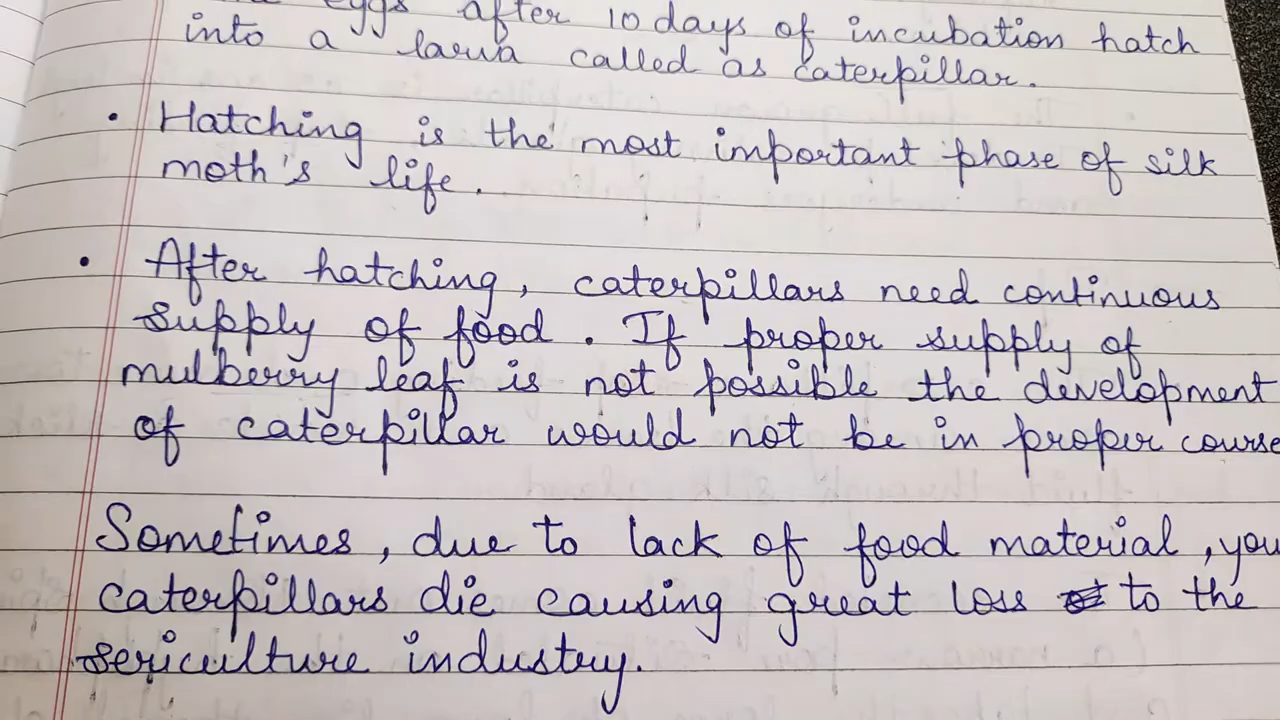 eggs after 10 days of incubation hatch
into a larva called as caterpillar.
• Hatching is the most important phase of silk
moth's life.
• After hatching, caterpillars need continuous
supply of food. If proper supply of
mulberry leaf is not possible the development
of caterpillar would not be in proper course
Sometimes, due to lack of food material, you
caterpillars die causing great loss to the
sericulture industry.